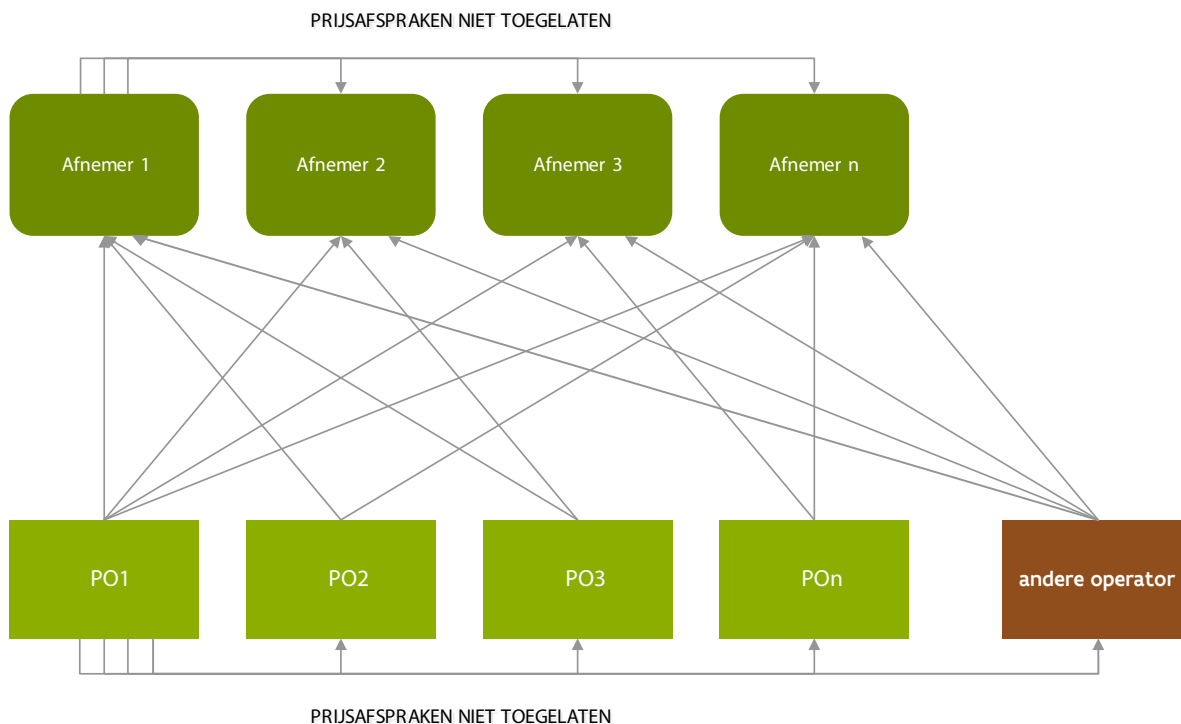 PRIJSAFSPRAKEN NIET TOEGELATEN
Afnemer 1
Afnemer 2
Afnemer 3
Afnemer n
PO1
PO2
PO3
POn
andere operator
PRIJSAFSPRAKEN NIET TOEGELATEN